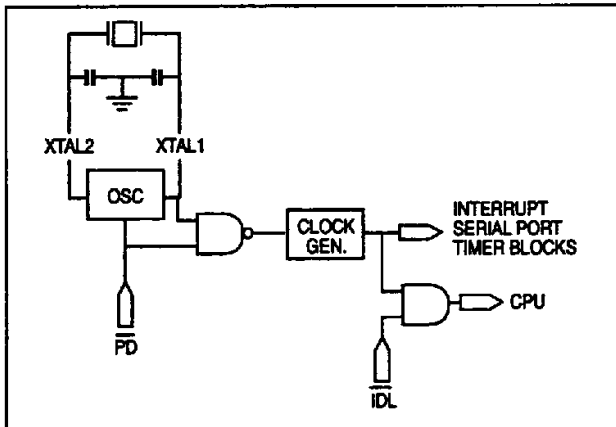 XTAL2
XTAL1
OSC
CLOCK
GEN.
INTERRUPT
SERIAL PORT
TIMER BLOCKS
CPU
PD
IDL